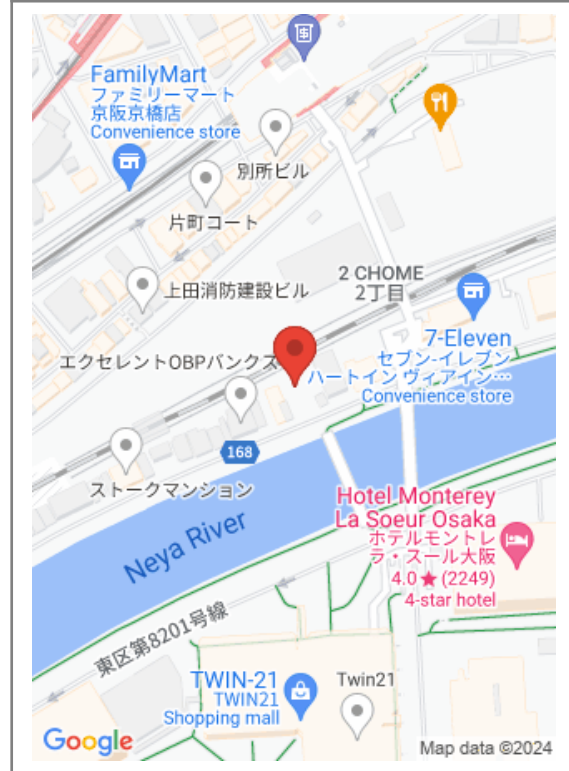 FamilyMart
ファミリーマート
京阪京橋店
Convenience store
別所ビル
片町コート
2 CHOME
2丁目
上田消防建設ビル
7-Eleven
セブン-イレブン
ハートイン ヴィアイン…
Convenience store
エクセレントOBPバンクス
168
ストークマンション
Neya River
Hotel Monterey
La Soeur Osaka
ホテルモントレ
ラ・スール大阪
4.0 ★ (2249)
4-star hotel
東区第8201号線
TWIN-21
TWIN21
Shopping mall
Twin21
Google
Map data ©2024